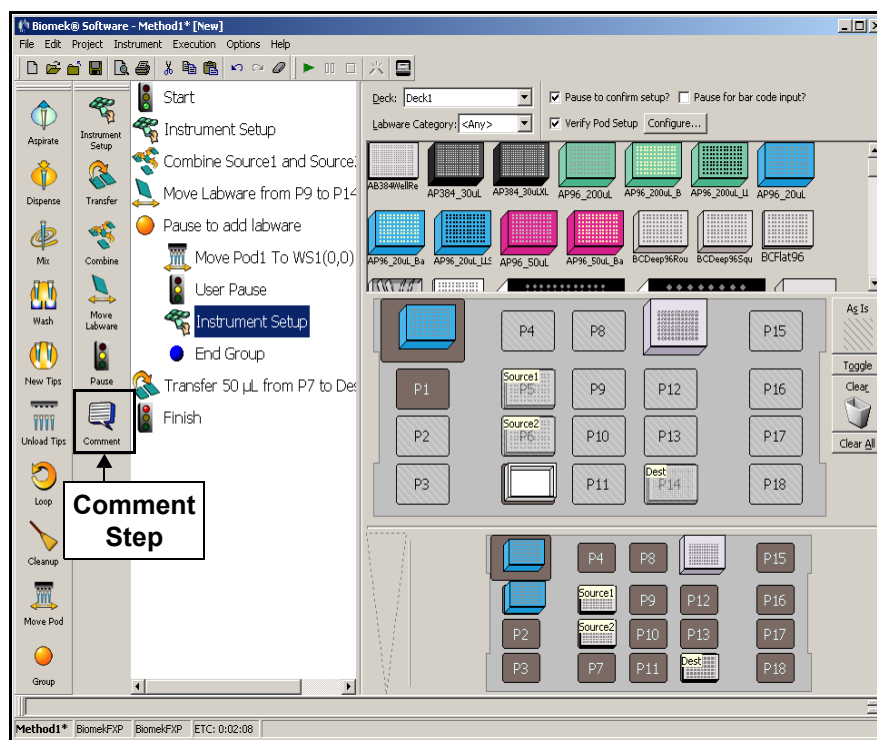 Biomek® Software - Method1* [New]
File Edit Project Instrument Execution Options Help
Aspirate
Dispense
Mix
Wash
New Tips
Unload Tips
Loop
Cleanup
Move Pod
Group
Instrument
Setup
Transfer
Combine
Move
Labware
Pause
Comment
Comment
Step
Start
Instrument Setup
Combine Source1 and Source
Move Labware from P9 to P14
Pause to add labware
Move Pod1 To WS1(0,0)
User Pause
Instrument Setup
End Group
Transfer 50 µL from P7 to Des
Finish
Deck: Deck1
Pause to confirm setup? Pause for bar code input?
Labware Category: <Any>
Verify Pod Setup Configure...
AB384WellRe AP384_30uL AP384_30uLXL AP96_200uL AP96_200uL_B AP96_200uL_LL AP96_20uL
AP96_20uL_Ba AP96_20uL_LLS AP96_50uL AP96_50uL_Ba BCDeep96Rou BCDeep96Squ BCFlat96
P4 P8 P15
P1 Source1 P5 P9 P12 P16
P2 Source2 P6 P10 P13 P17
P3 P11 Dest P14 P18
As Is
Toggle
Clear
Clear All
P4 P8 P15
Source1 P9 P12 P16
P2 Source2 P10 P13 P17
P3 P7 P11 Dest P18
Method1* BiomekFXP BiomekFXP ETC: 0:02:08